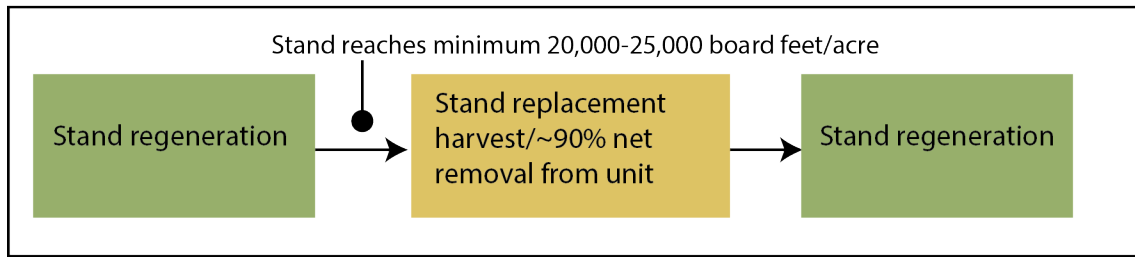 Stand reaches minimum 20,000-25,000 board feet/acre
Stand regeneration
Stand replacement
harvest/~90% net
removal from unit
Stand regeneration